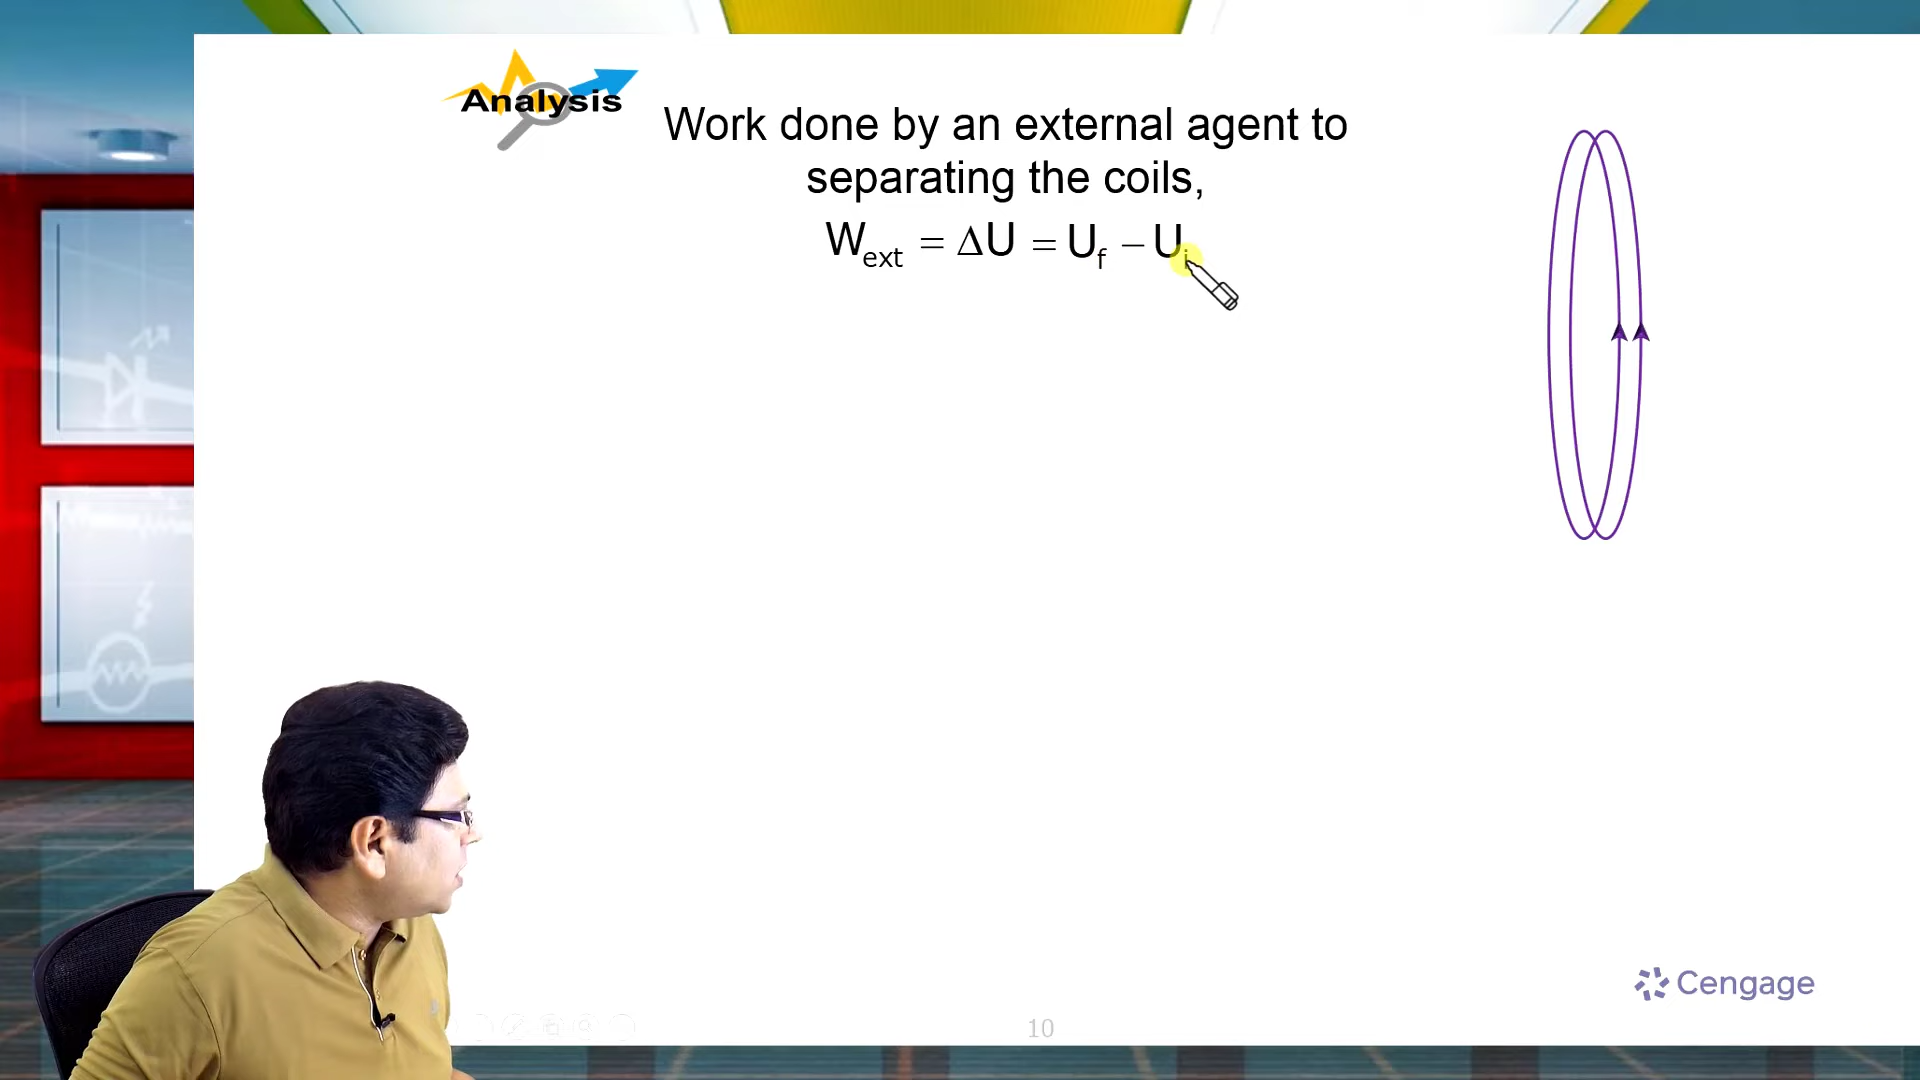 Analysis
Work done by an external agent to
separating the coils,
W_ext = ΔU = U_f − U_i
Cengage
10